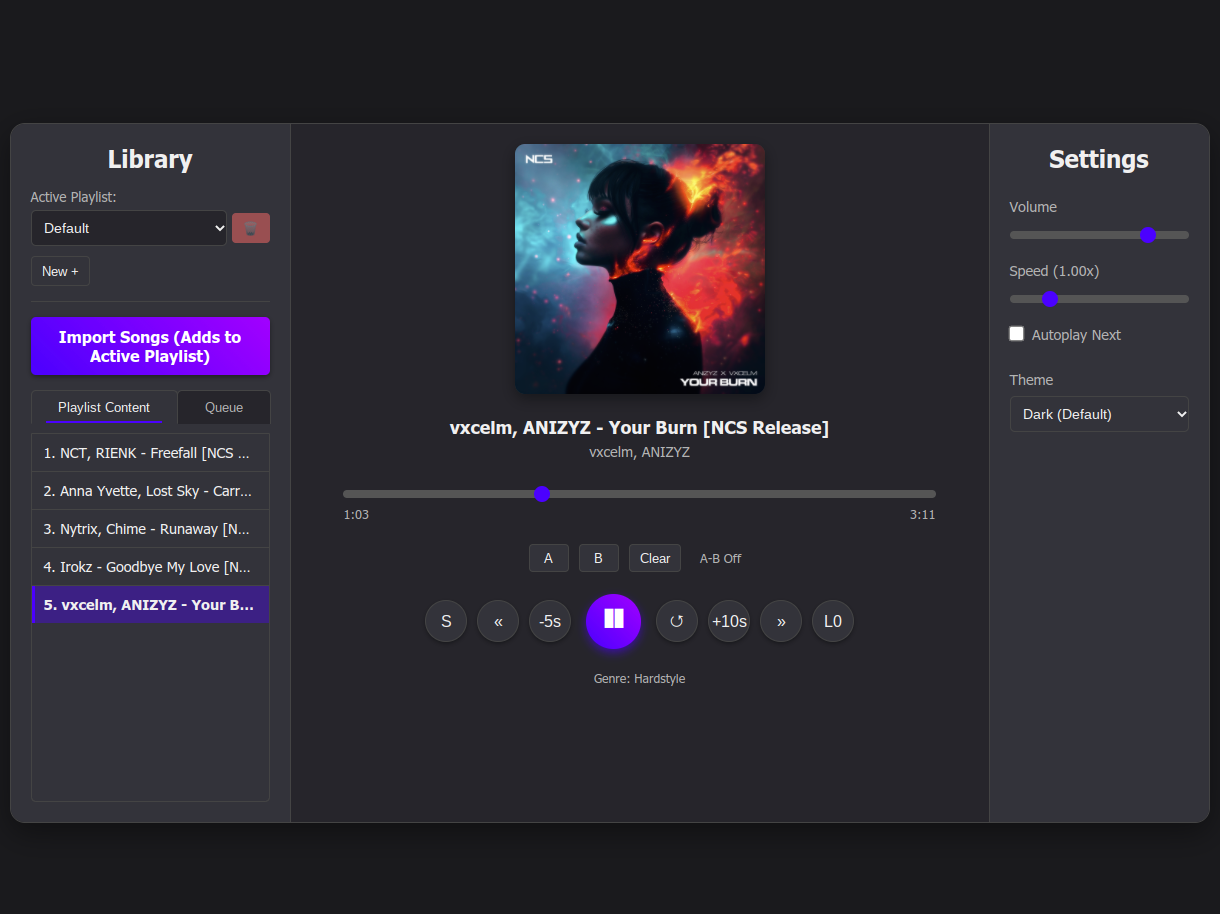 Library
Active Playlist:
Default
New +
Import Songs (Adds to
Active Playlist)
Playlist Content
Queue
1. NCT, RIENK - Freefall [NCS ...
2. Anna Yvette, Lost Sky - Carr...
3. Nytrix, Chime - Runaway [N...
4. Irokz - Goodbye My Love [N...
5. vxcelm, ANIZYZ - Your B...
NCS
ANIZYZ X VXCELM
YOUR BURN
vxcelm, ANIZYZ - Your Burn [NCS Release]
vxcelm, ANIZYZ
1:03
3:11
A
B
Clear
A-B Off
S
«
-5s
+10s
»
L0
Genre: Hardstyle
Settings
Volume
Speed (1.00x)
Autoplay Next
Theme
Dark (Default)